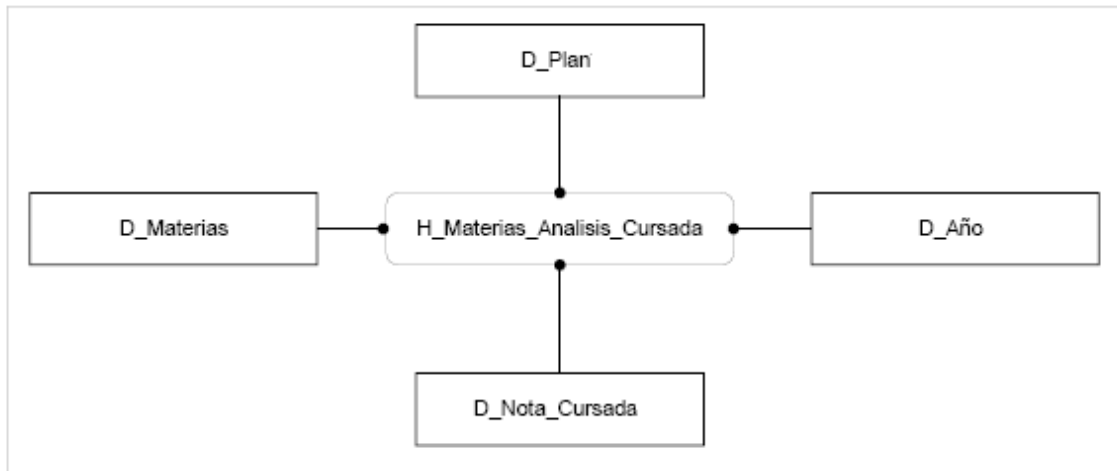 D_Plan
D_Materias
H_Materias_Analisis_Cursada
D_Año
D_Nota_Cursada